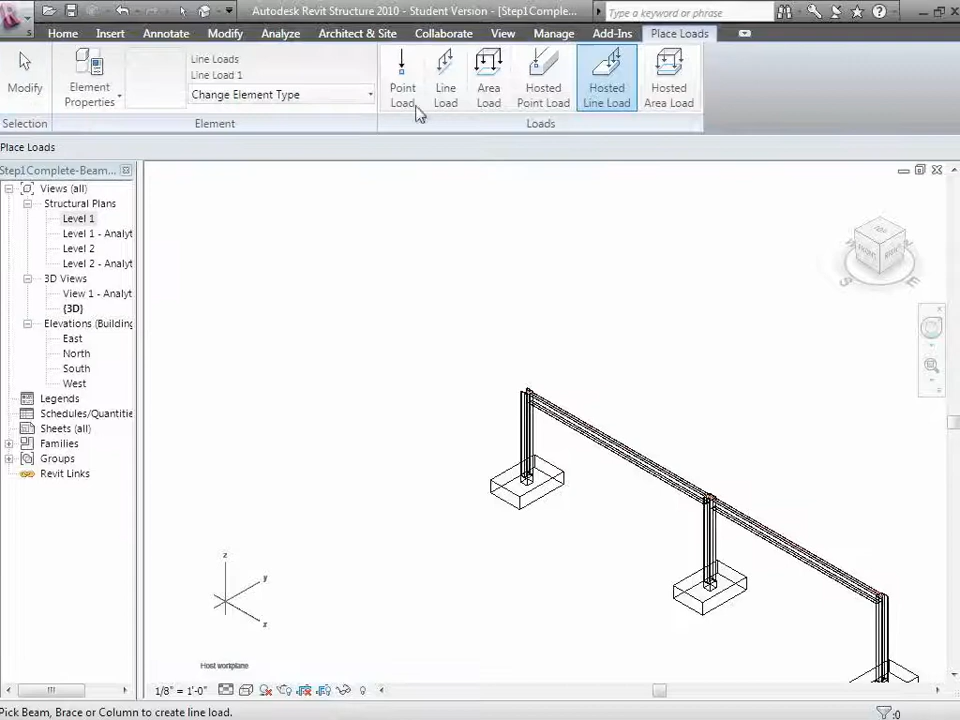 Autodesk Revit Structure 2010 - Student Version - [Step1Comple...
Type a keyword or phrase
Home Insert Annotate Modify Analyze Architect & Site Collaborate View Manage Add-Ins Place Loads
Modify
Element Properties
Line Loads
Line Load 1
Change Element Type
Point Load
Line Load
Area Load
Hosted Point Load
Hosted Line Load
Hosted Area Load
Selection Element Loads
Place Loads
Step1Complete-Beam...
Views (all)
Structural Plans
Level 1
Level 1 - Analyt
Level 2
Level 2 - Analyt
3D Views
View 1 - Analyt
{3D}
Elevations (Building
East
North
South
West
Legends
Schedules/Quantitie
Sheets (all)
Families
Groups
Revit Links
FRONT
S
E
z
y
x
Host workplane
1/8" = 1'-0"
Pick Beam, Brace or Column to create line load.
:0